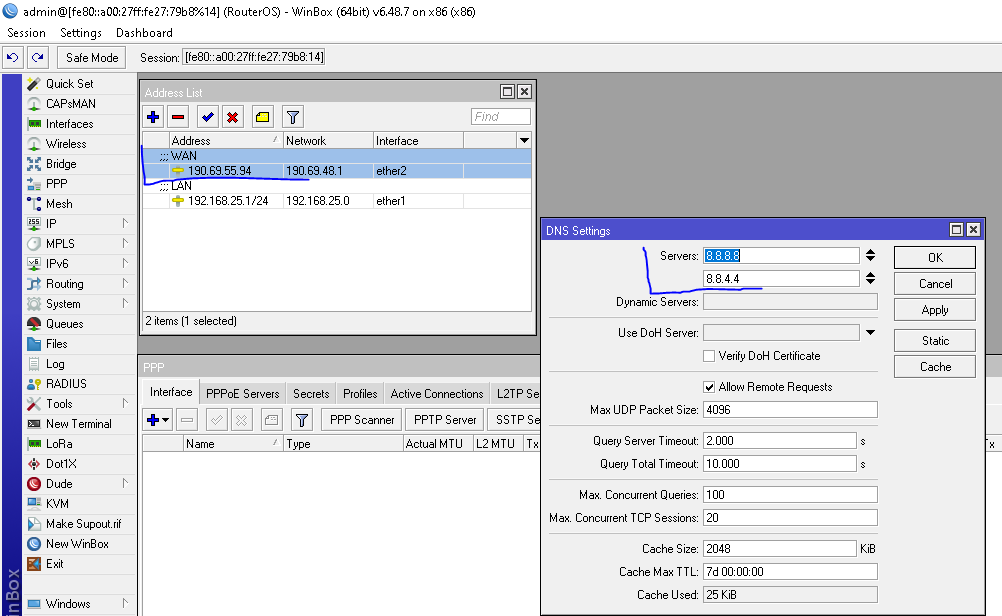 admin@[fe80::a00:27ff:fe27:79b8%14] (RouterOS) - WinBox (64bit) v6.48.7 on x86 (x86)
Session Settings Dashboard
Safe Mode Session: [fe80::a00:27ff:fe27:79b8:14]
Quick Set
CAPsMAN
Interfaces
Wireless
Bridge
PPP
Mesh
IP
MPLS
IPv6
Routing
System
Queues
Files
Log
RADIUS
Tools
New Terminal
LoRa
Dot1X
Dude
KVM
Make Supout.rif
New WinBox
Exit
Windows
inBox
Address List
Find
Address Network Interface
;;; WAN
190.69.55.94 190.69.48.1 ether2
;;; LAN
192.168.25.1/24 192.168.25.0 ether1
2 items (1 selected)
PPP
Interface PPPoE Servers Secrets Profiles Active Connections L2TP Se
PPP Scanner PPTP Server SSTP Se
Name Type Actual MTU L2 MTU Tx
Tx
DNS Settings
Servers: 8.8.8.8
8.8.4.4
Dynamic Servers:
Use DoH Server:
Verify DoH Certificate
Allow Remote Requests
Max UDP Packet Size: 4096
Query Server Timeout: 2.000 s
Query Total Timeout: 10.000 s
Max. Concurrent Queries: 100
Max. Concurrent TCP Sessions: 20
Cache Size: 2048 KiB
Cache Max TTL: 7d 00:00:00
Cache Used: 25 KiB
OK
Cancel
Apply
Static
Cache